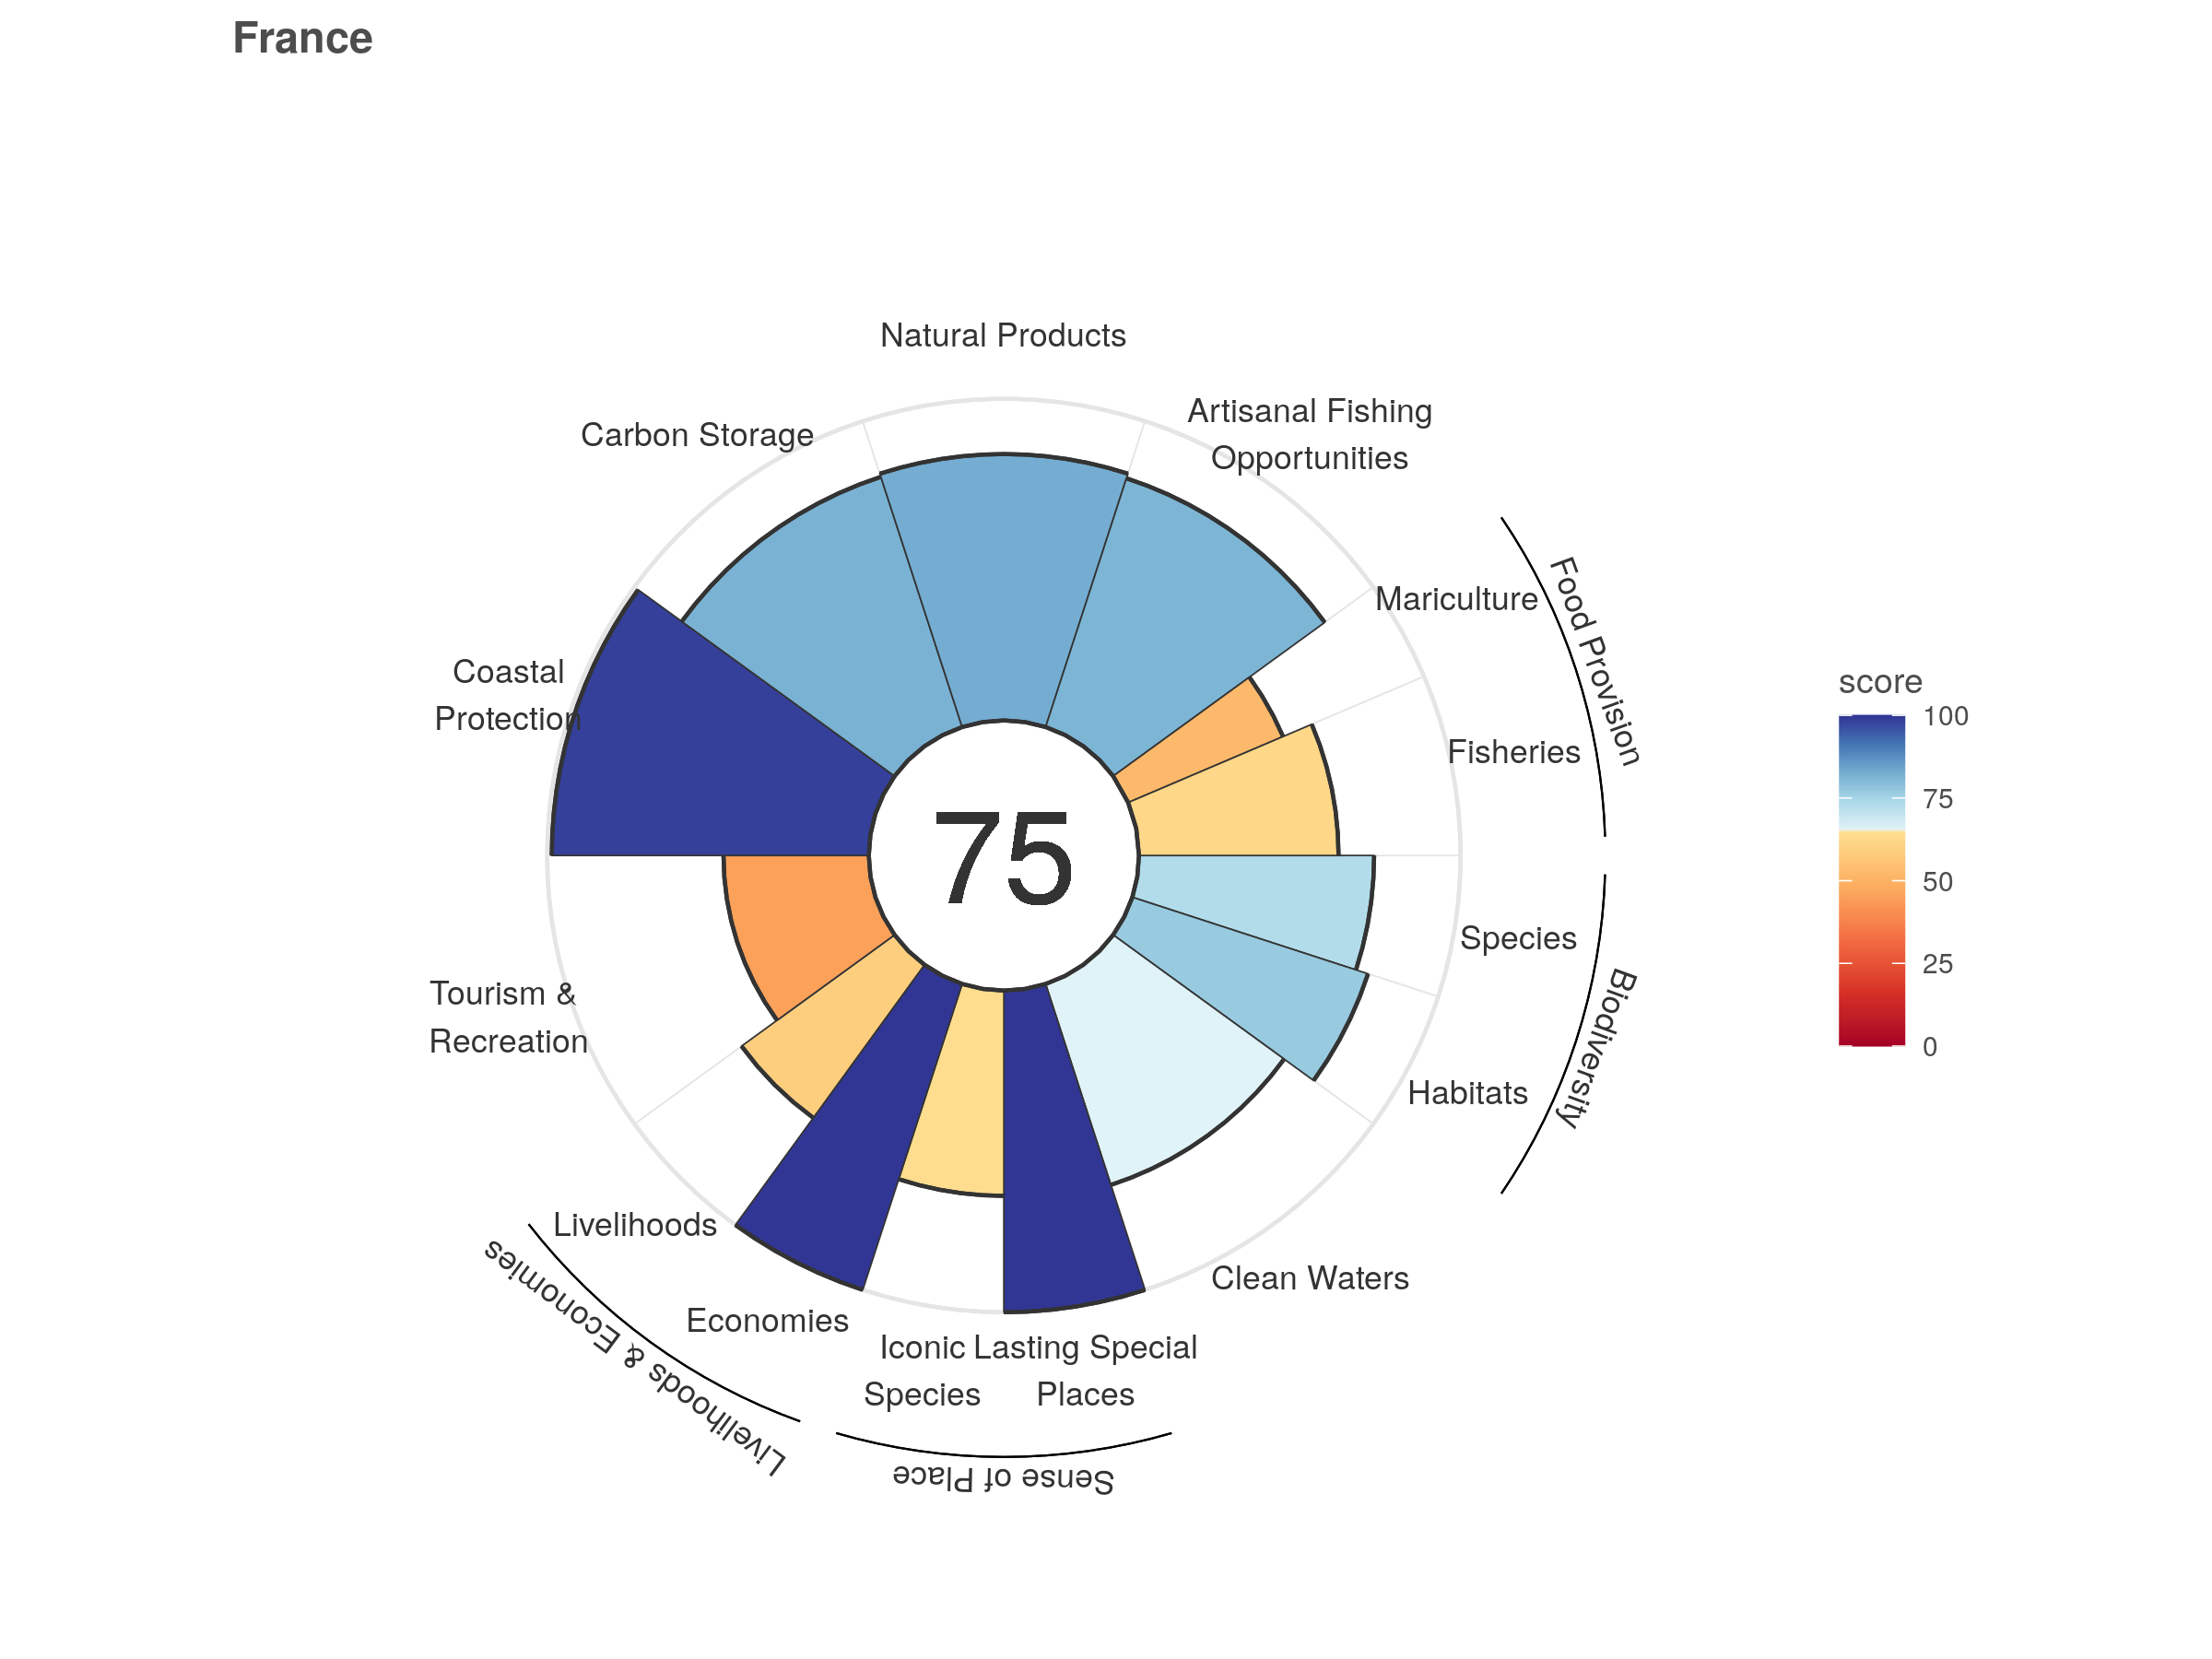 France
Natural Products
Artisanal Fishing
Opportunities
Carbon Storage
Mariculture
Food Provision
Fisheries
Coastal
Protection
75
Species
Biodiversity
Habitats
Tourism &
Recreation
Clean Waters
Livelihoods
Economies
Livelihoods & Economies
Iconic
Species
Lasting Special
Places
Sense of Place
score
100
75
50
25
0